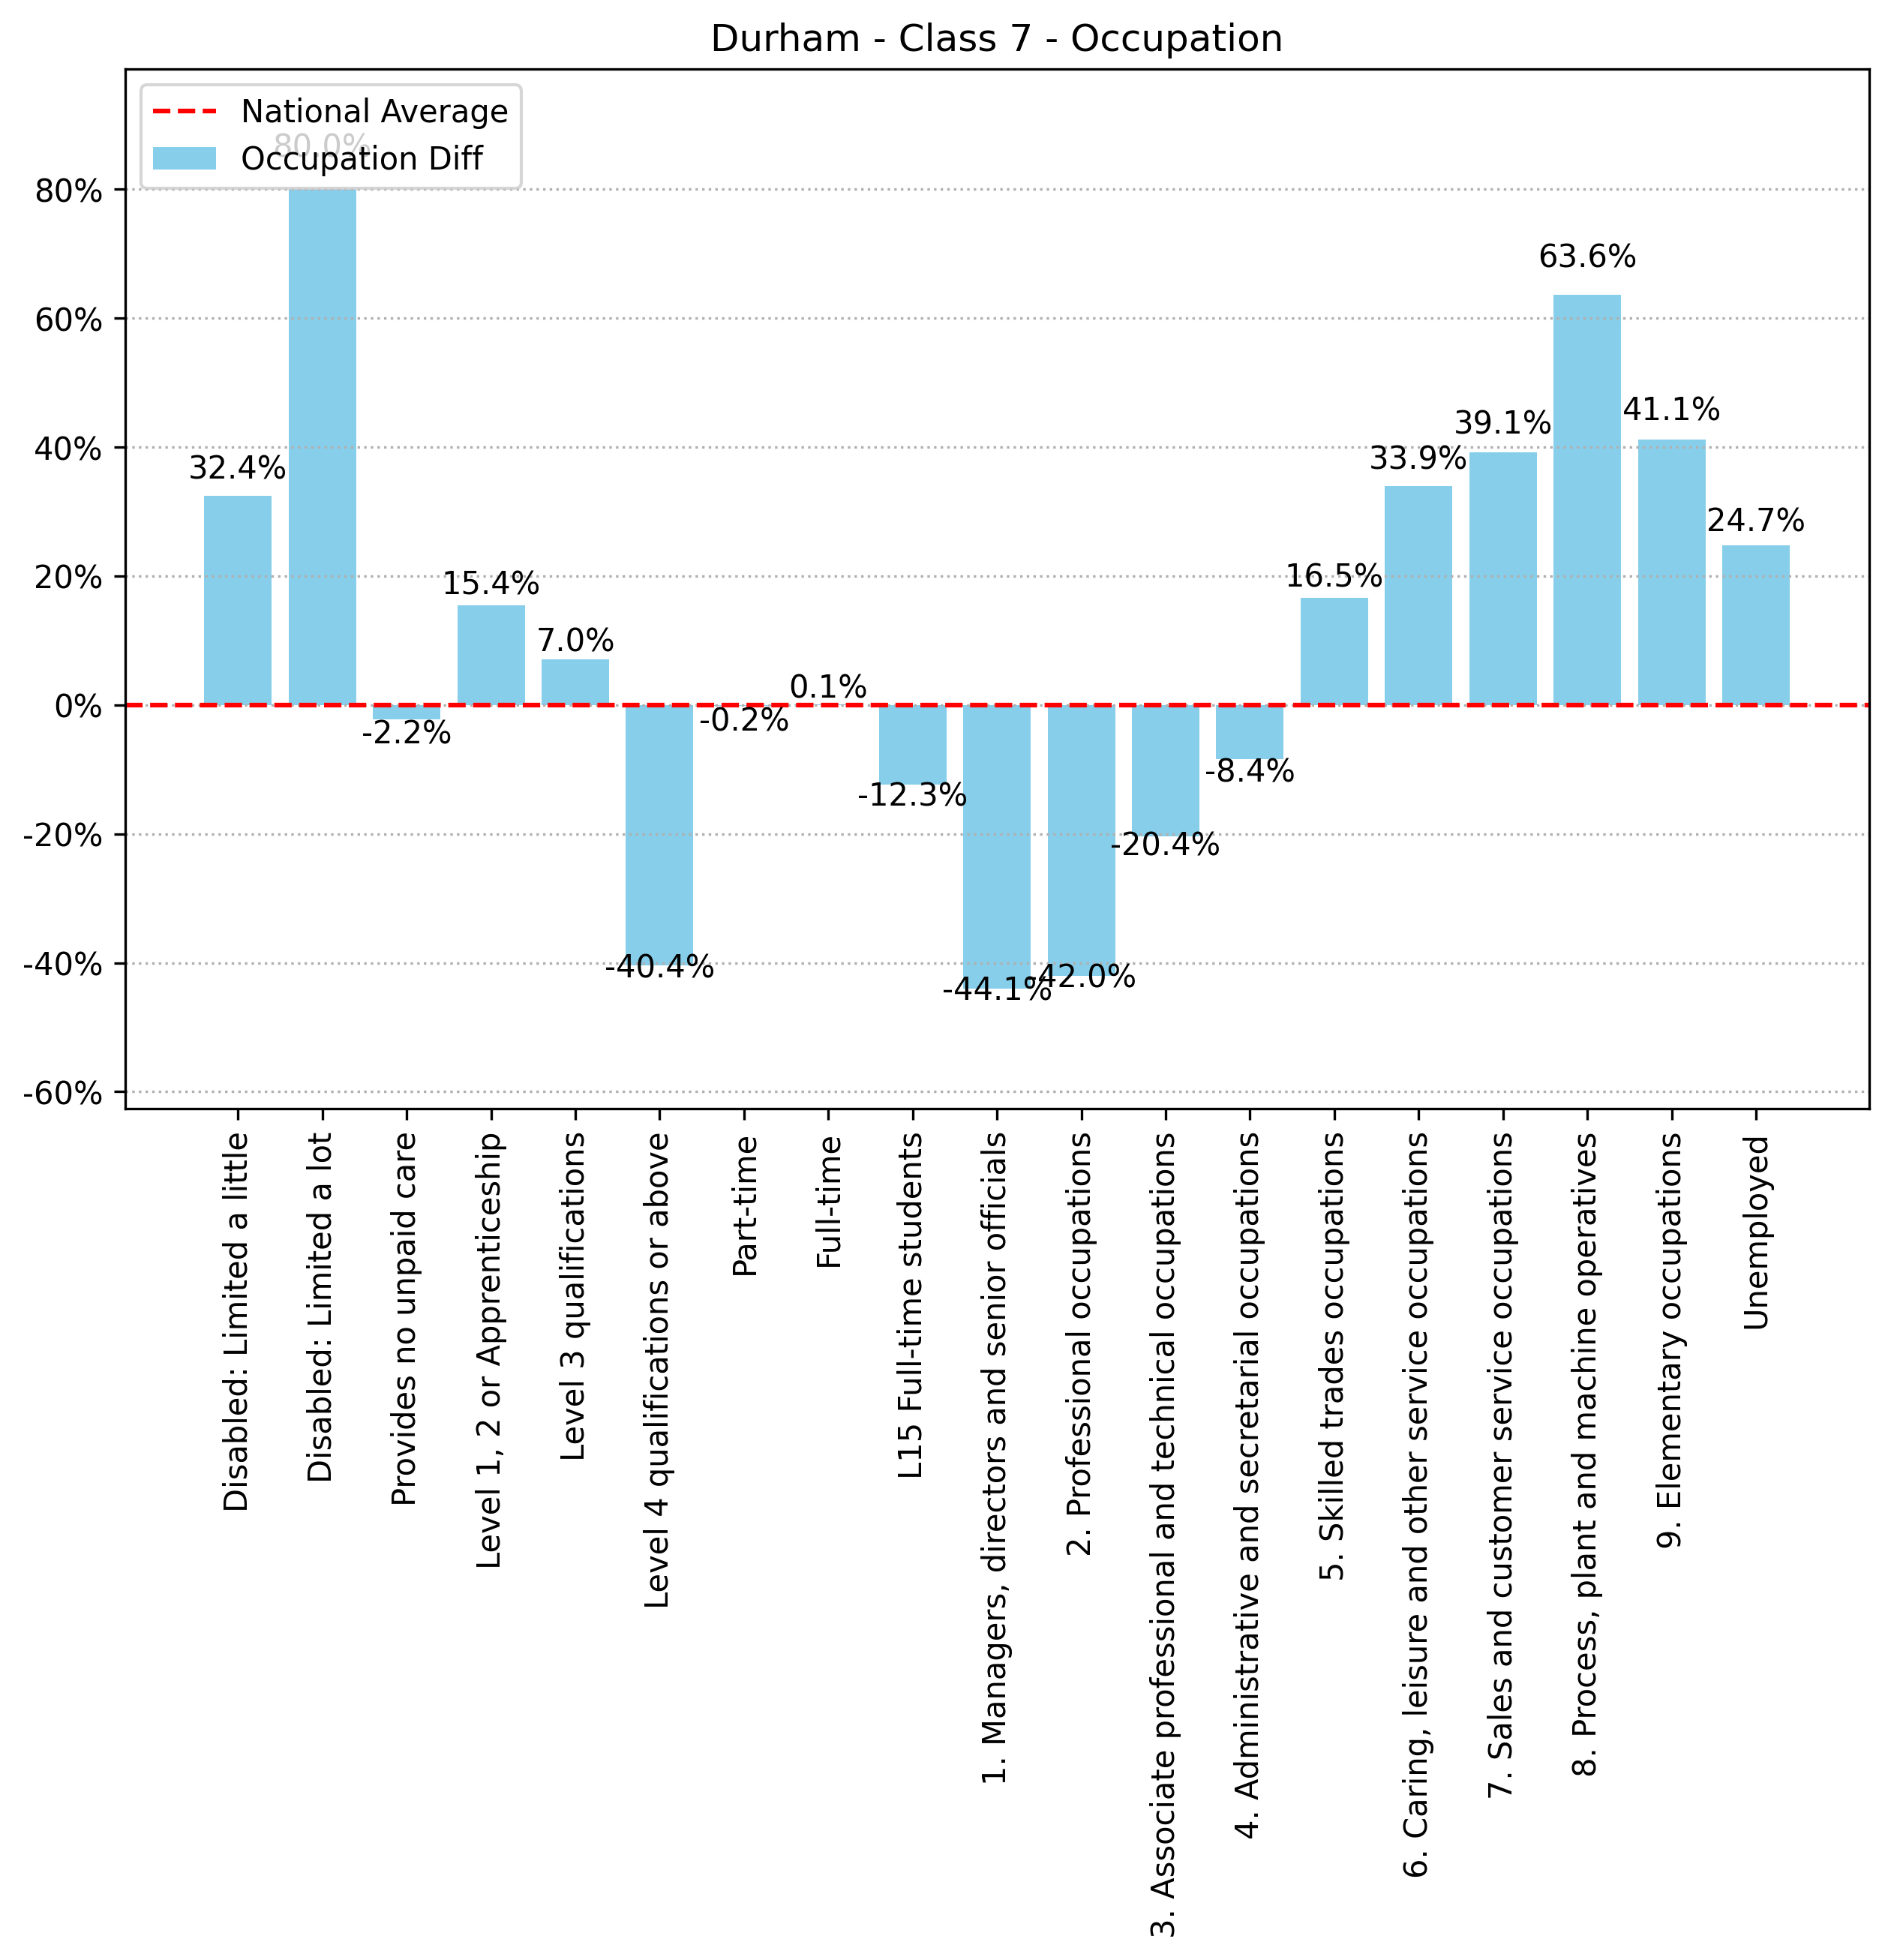 Durham - Class 7 - Occupation
National Average
80.0%
Occupation Diff
80%
60%
40%
20%
0%
-20%
-40%
-60%
32.4%
-2.2%
15.4%
7.0%
-40.4%
-0.2%
0.1%
-12.3%
-44.1%
-42.0%
-20.4%
-8.4%
16.5%
33.9%
39.1%
63.6%
41.1%
24.7%
Disabled: Limited a little
Disabled: Limited a lot
Provides no unpaid care
Level 1, 2 or Apprenticeship
Level 3 qualifications
Level 4 qualifications or above
Part-time
Full-time
L15 Full-time students
1. Managers, directors and senior officials
2. Professional occupations
3. Associate professional and technical occupations
4. Administrative and secretarial occupations
5. Skilled trades occupations
6. Caring, leisure and other service occupations
7. Sales and customer service occupations
8. Process, plant and machine operatives
9. Elementary occupations
Unemployed